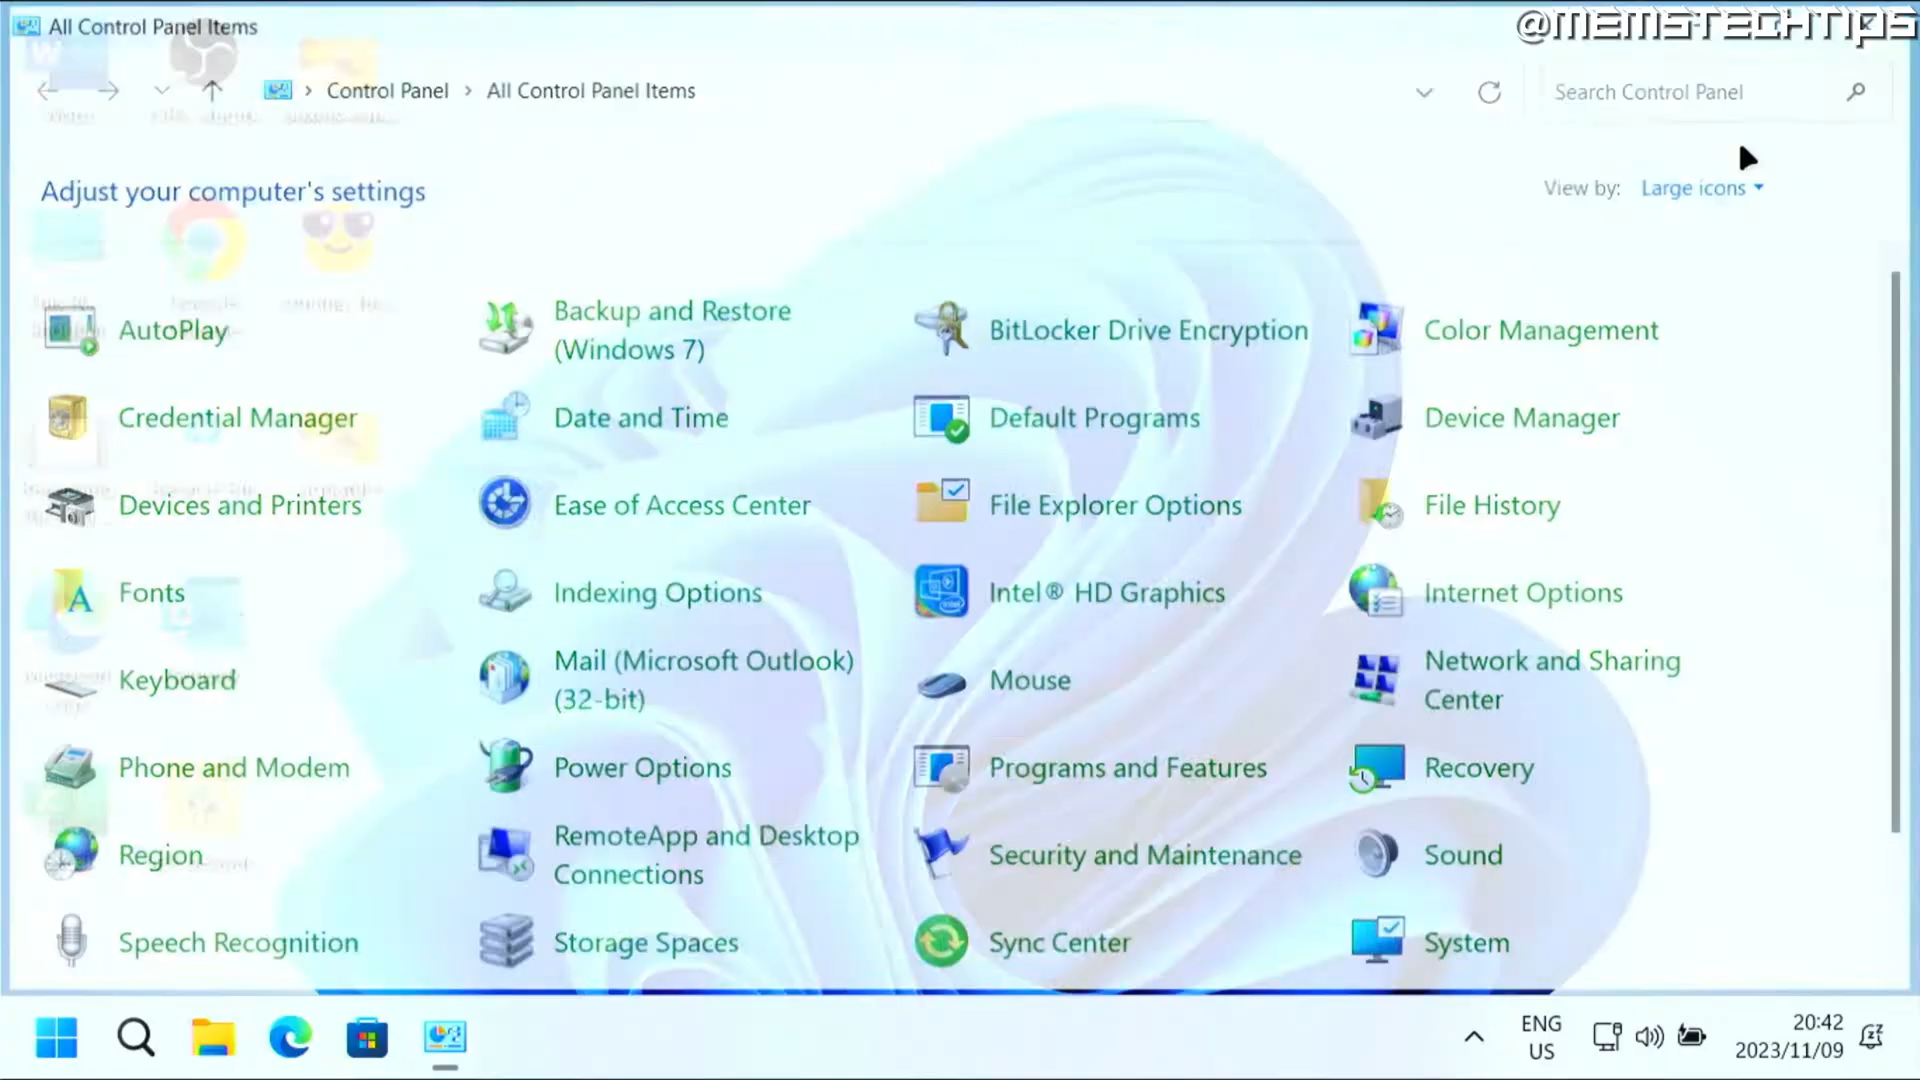 All Control Panel Items
@MEMSTECHTIPS
Control Panel
All Control Panel Items
Search Control Panel
Adjust your computer's settings
View by: Large icons
AutoPlay
Backup and Restore
(Windows 7)
BitLocker Drive Encryption
Color Management
Credential Manager
Date and Time
Default Programs
Device Manager
Devices and Printers
Ease of Access Center
File Explorer Options
File History
Fonts
Indexing Options
Intel® HD Graphics
Internet Options
Keyboard
Mail (Microsoft Outlook)
(32-bit)
Mouse
Network and Sharing
Center
Phone and Modem
Power Options
Programs and Features
Recovery
Region
RemoteApp and Desktop
Connections
Security and Maintenance
Sound
Speech Recognition
Storage Spaces
Sync Center
System
ENG
US
20:42
2023/11/09